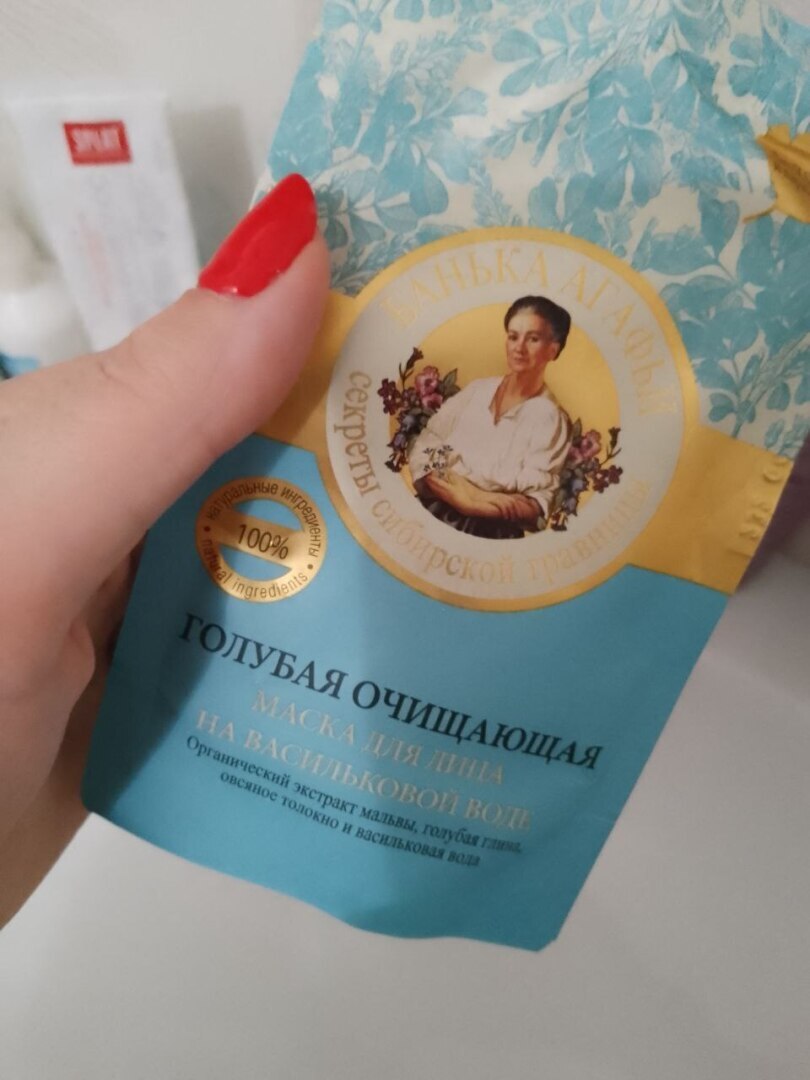 SPLAT
БАНЬКА АГАФЬИ
секреты сибирской травницы
натуральные ингредиенты
100%
natural ingredients
ГОЛУБАЯ ОЧИЩАЮЩАЯ
МАСКА ДЛЯ ЛИЦА
НА ВАСИЛЬКОВОЙ ВОДЕ
Органический экстракт мальвы, голубая глина,
овсяное толокно и васильковая вода